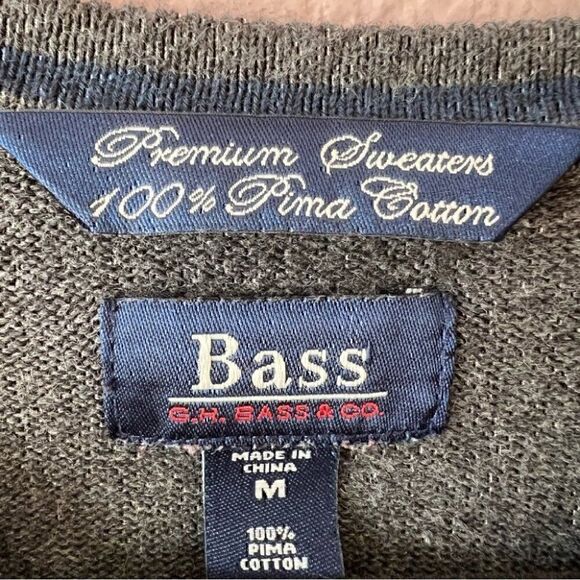 Premium Sweaters
100% Pima Cotton
Bass
G.H. BASS & CO.
MADE IN
CHINA
M
100%
PIMA
COTTON